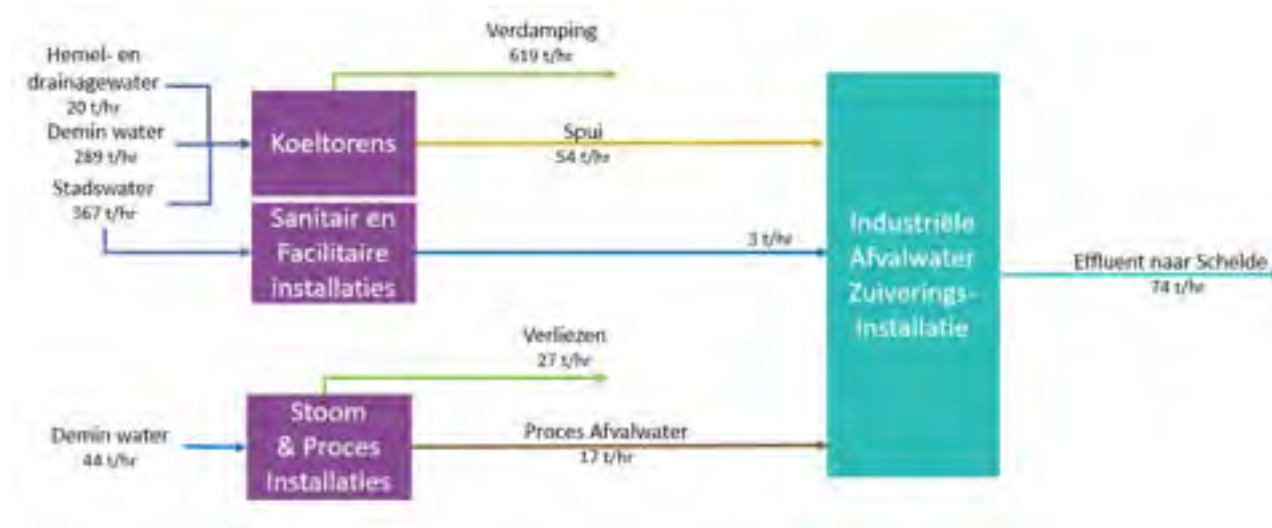 Verdamping
619 t/hr
Hemel- en
drainagewater
20 t/hr
Demin water
289 t/hr
Stadswater
367 t/hr
Koeltorens
Spui
54 t/hr
Sanitair en
Facilitaire
installaties
3 t/hr
Industriële
Afvalwater
Zuiverings-
Installatie
Effluent naar Schelde
74 t/hr
Verliezen
27 t/hr
Demin water
44 t/hr
Stoom
& Proces
Installaties
Proces Afvalwater
17 t/hr